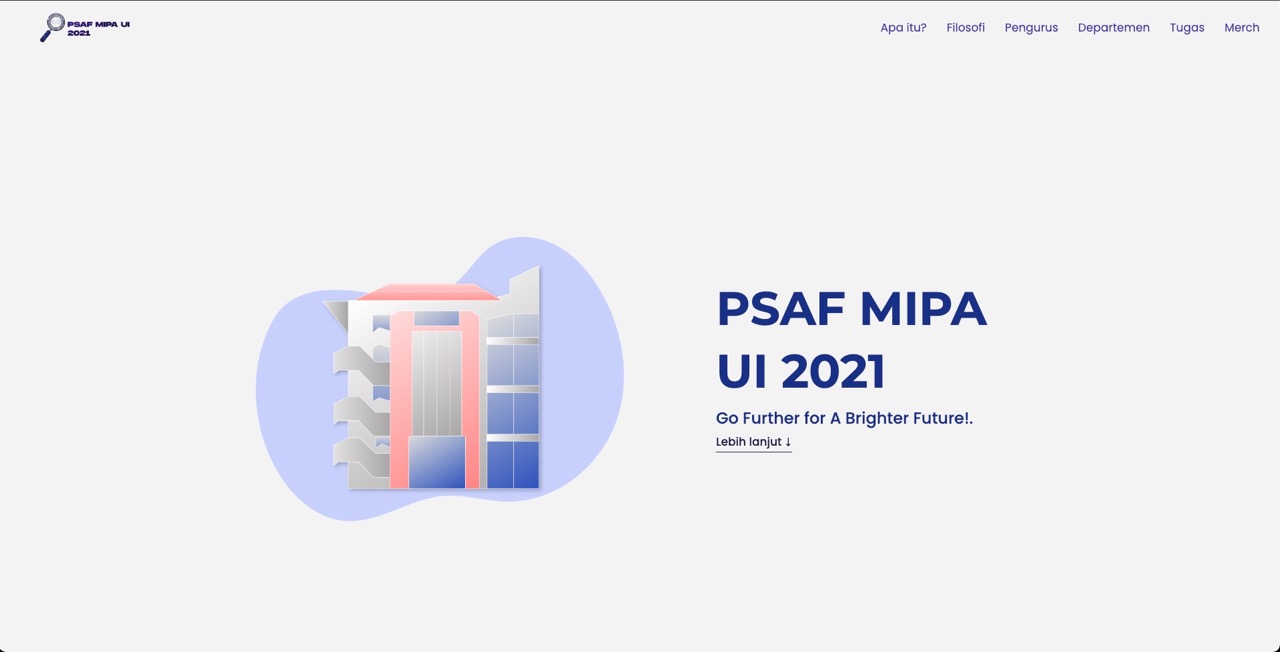 PSAF MIPA UI
2021
Apa itu? Filosofi Pengurus Departemen Tugas Merch
PSAF MIPA
UI 2021
Go Further for A Brighter Future!.
Lebih lanjut ↓